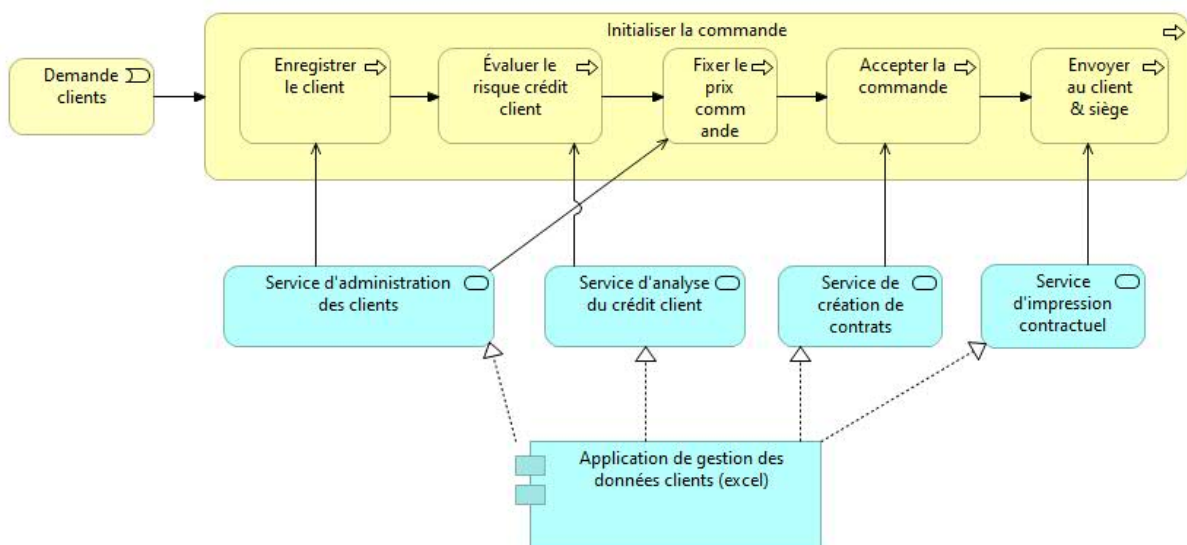 Initialiser la commande
Demande
clients
Enregistrer
le client
Évaluer le
risque crédit
client
Fixer le
prix
comm
ande
Accepter la
commande
Envoyer
au client
& siège
Service d'administration
des clients
Service d'analyse
du crédit client
Service de
création de
contrats
Service
d'impression
contractuel
Application de gestion des
données clients (excel)